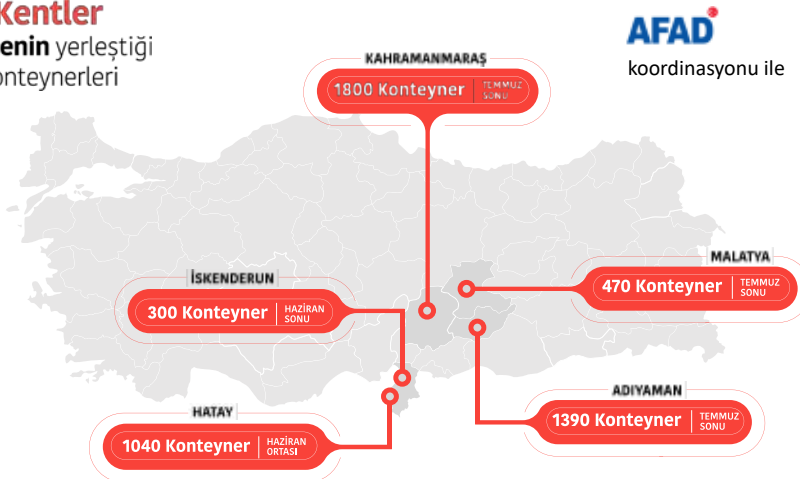 Kentler
enin yerleştiği
onteynerleri
AFAD
koordinasyonu ile
KAHRAMANMARAŞ
1800 Konteyner
TEMMUZ
SONU
MALATYA
470 Konteyner
TEMMUZ
SONU
İSKENDERUN
300 Konteyner
HAZİRAN
SONU
ADIYAMAN
1390 Konteyner
TEMMUZ
SONU
HATAY
1040 Konteyner
HAZİRAN
ORTASI